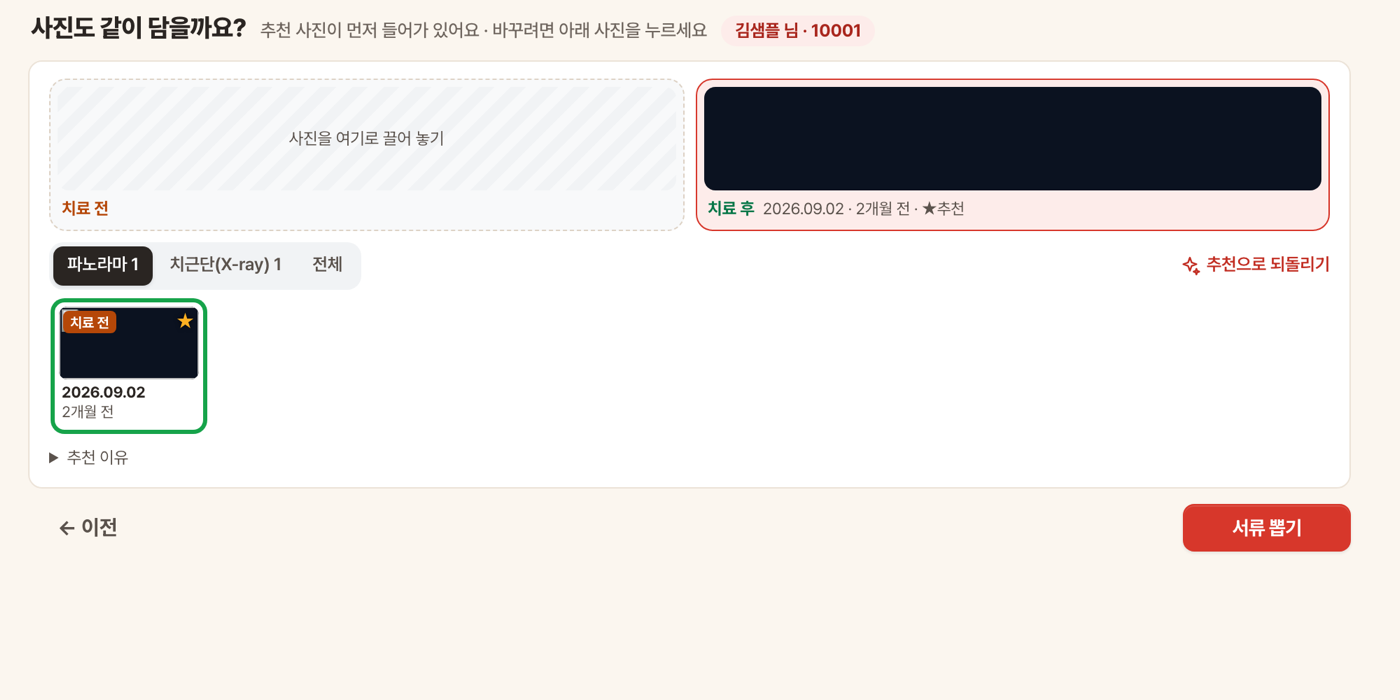 사진도 같이 담을까요? 추천 사진이 먼저 들어가 있어요 · 바꾸려면 아래 사진을 누르세요 김샘플 님 · 10001
사진을 여기로 끌어 놓기
치료 전
치료 후 2026.09.02 · 2개월 전 · ★추천
파노라마 1 치근단(X-ray) 1 전체
추천으로 되돌리기
치료 전 ★
2026.09.02
2개월 전
▶ 추천 이유
← 이전
서류 뽑기